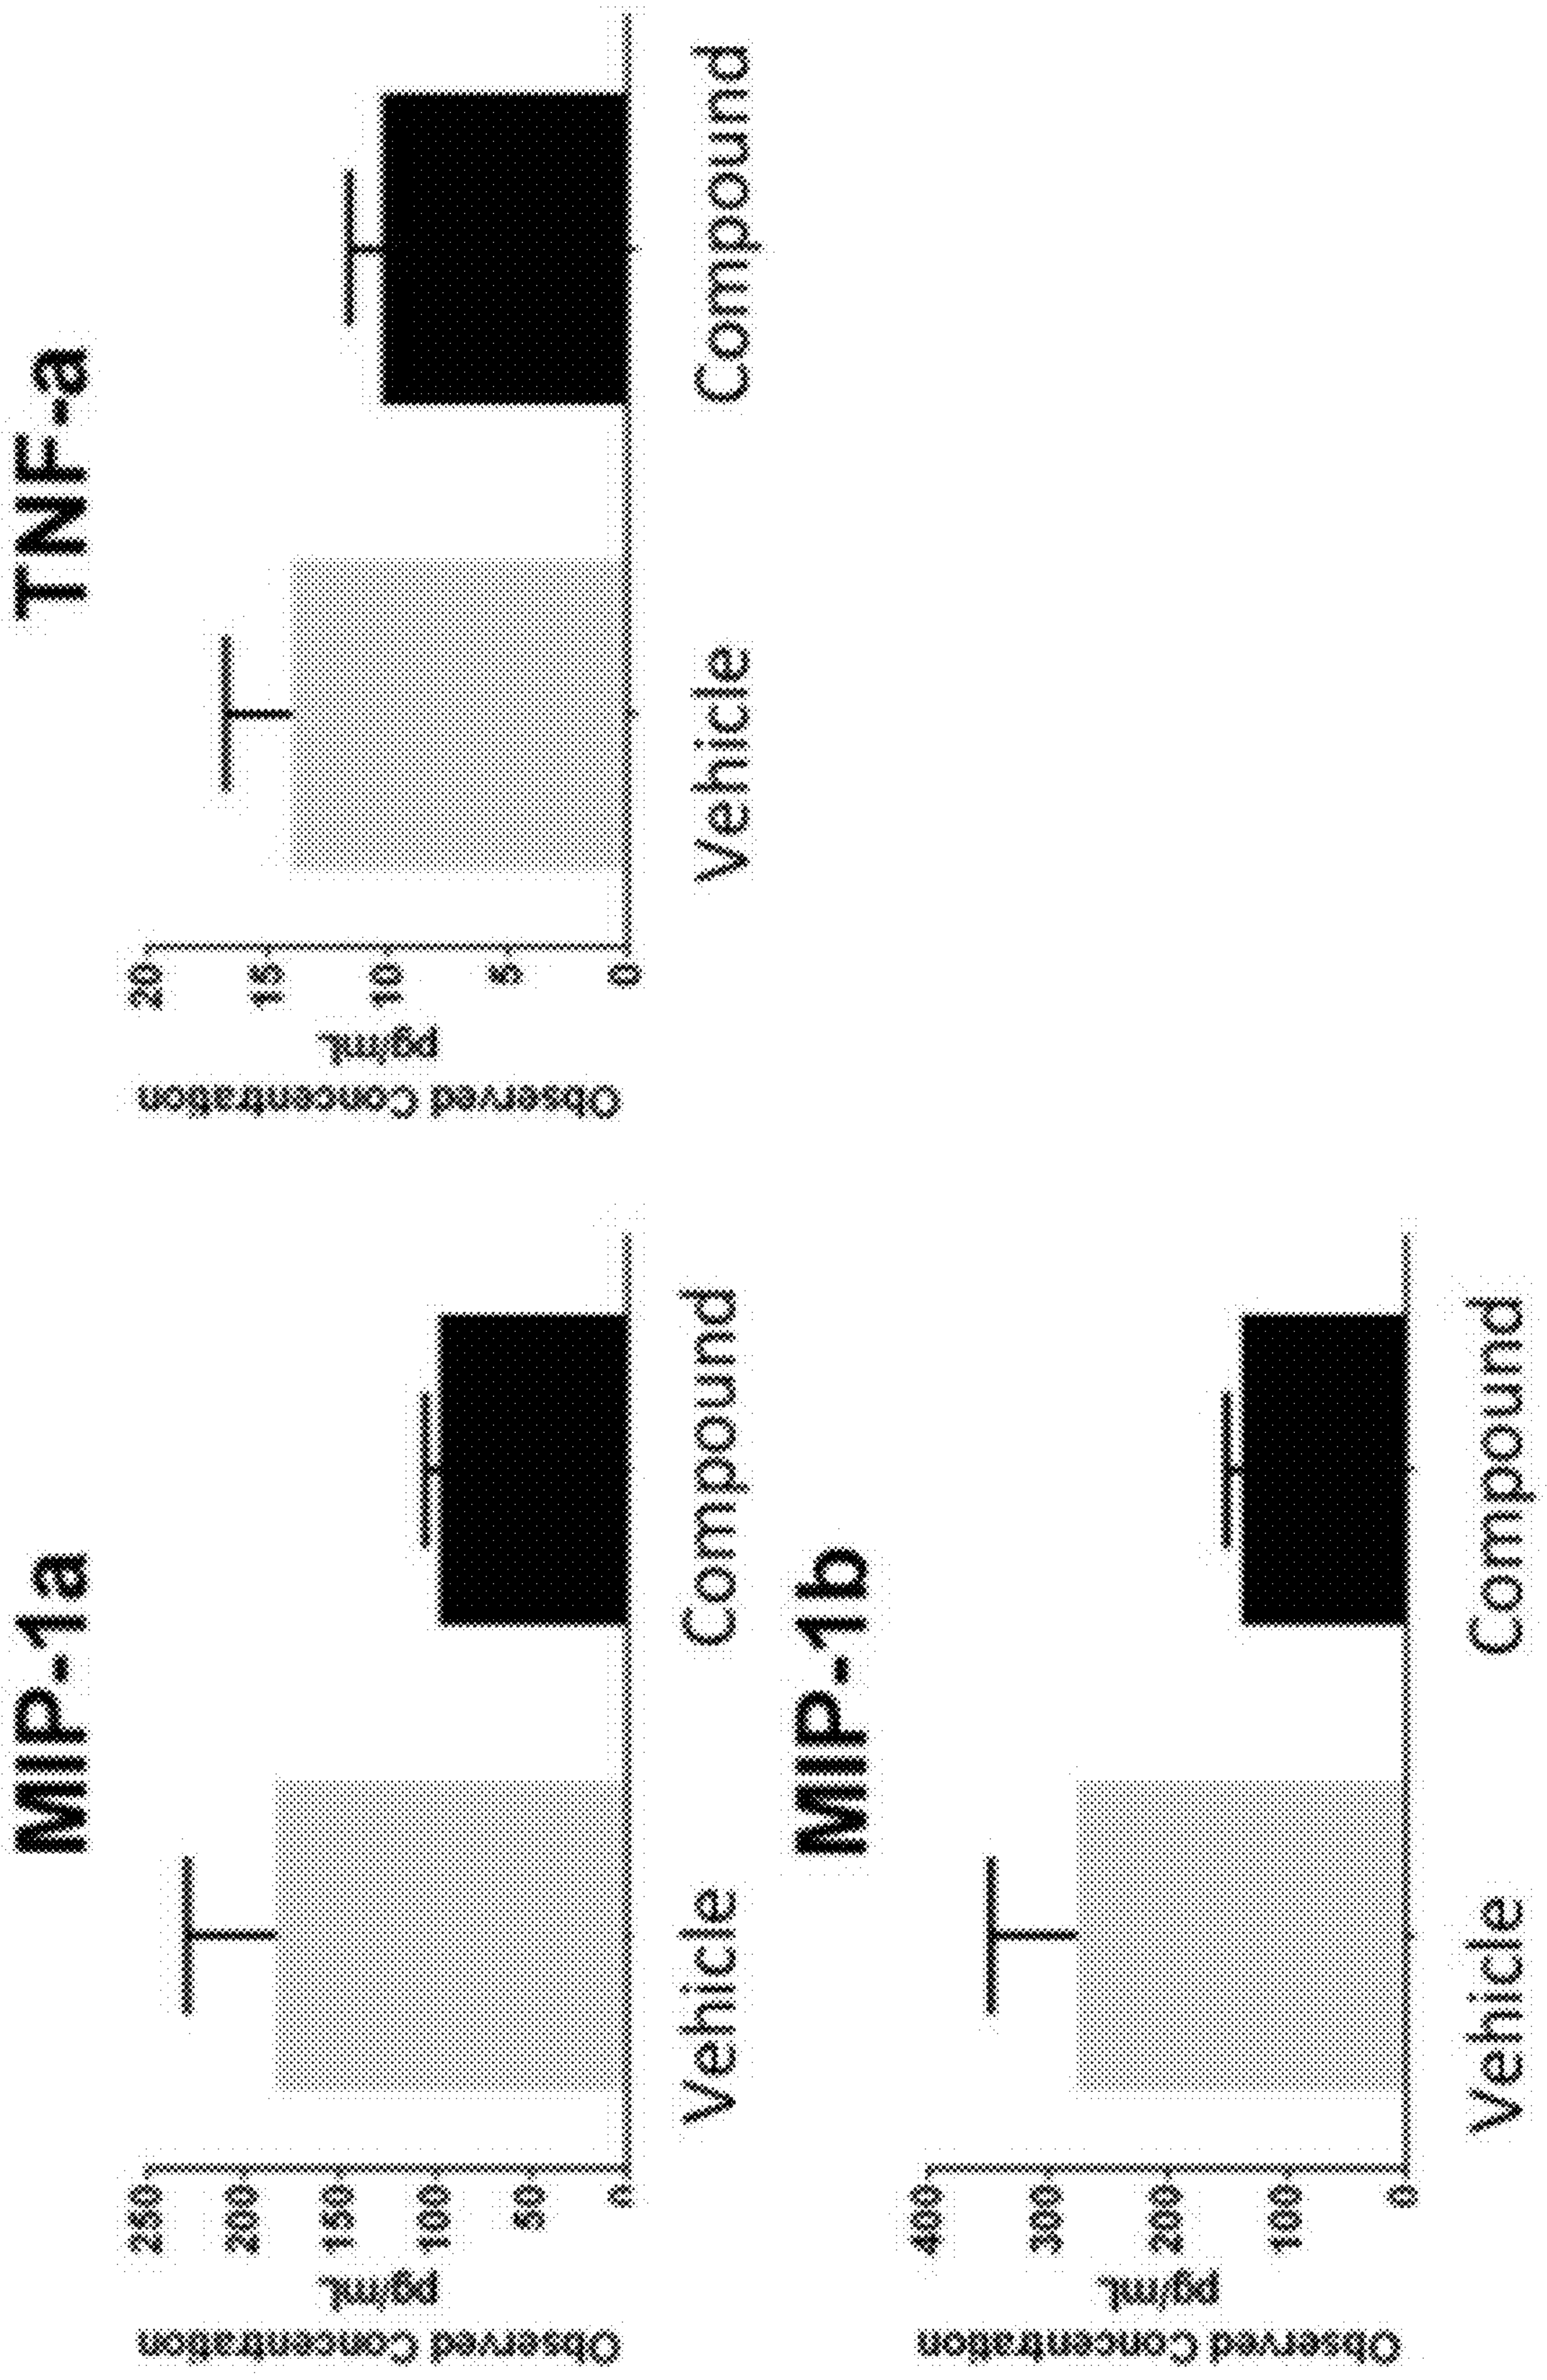 MIP-1a
Observed Concentration
pg/mL
250
200
150
100
50
0
Vehicle
Compound
TNF-a
Observed Concentration
pg/mL
20
15
10
5
0
Vehicle
Compound
MIP-1b
Observed Concentration
pg/mL
400
300
200
100
0
Vehicle
Compound